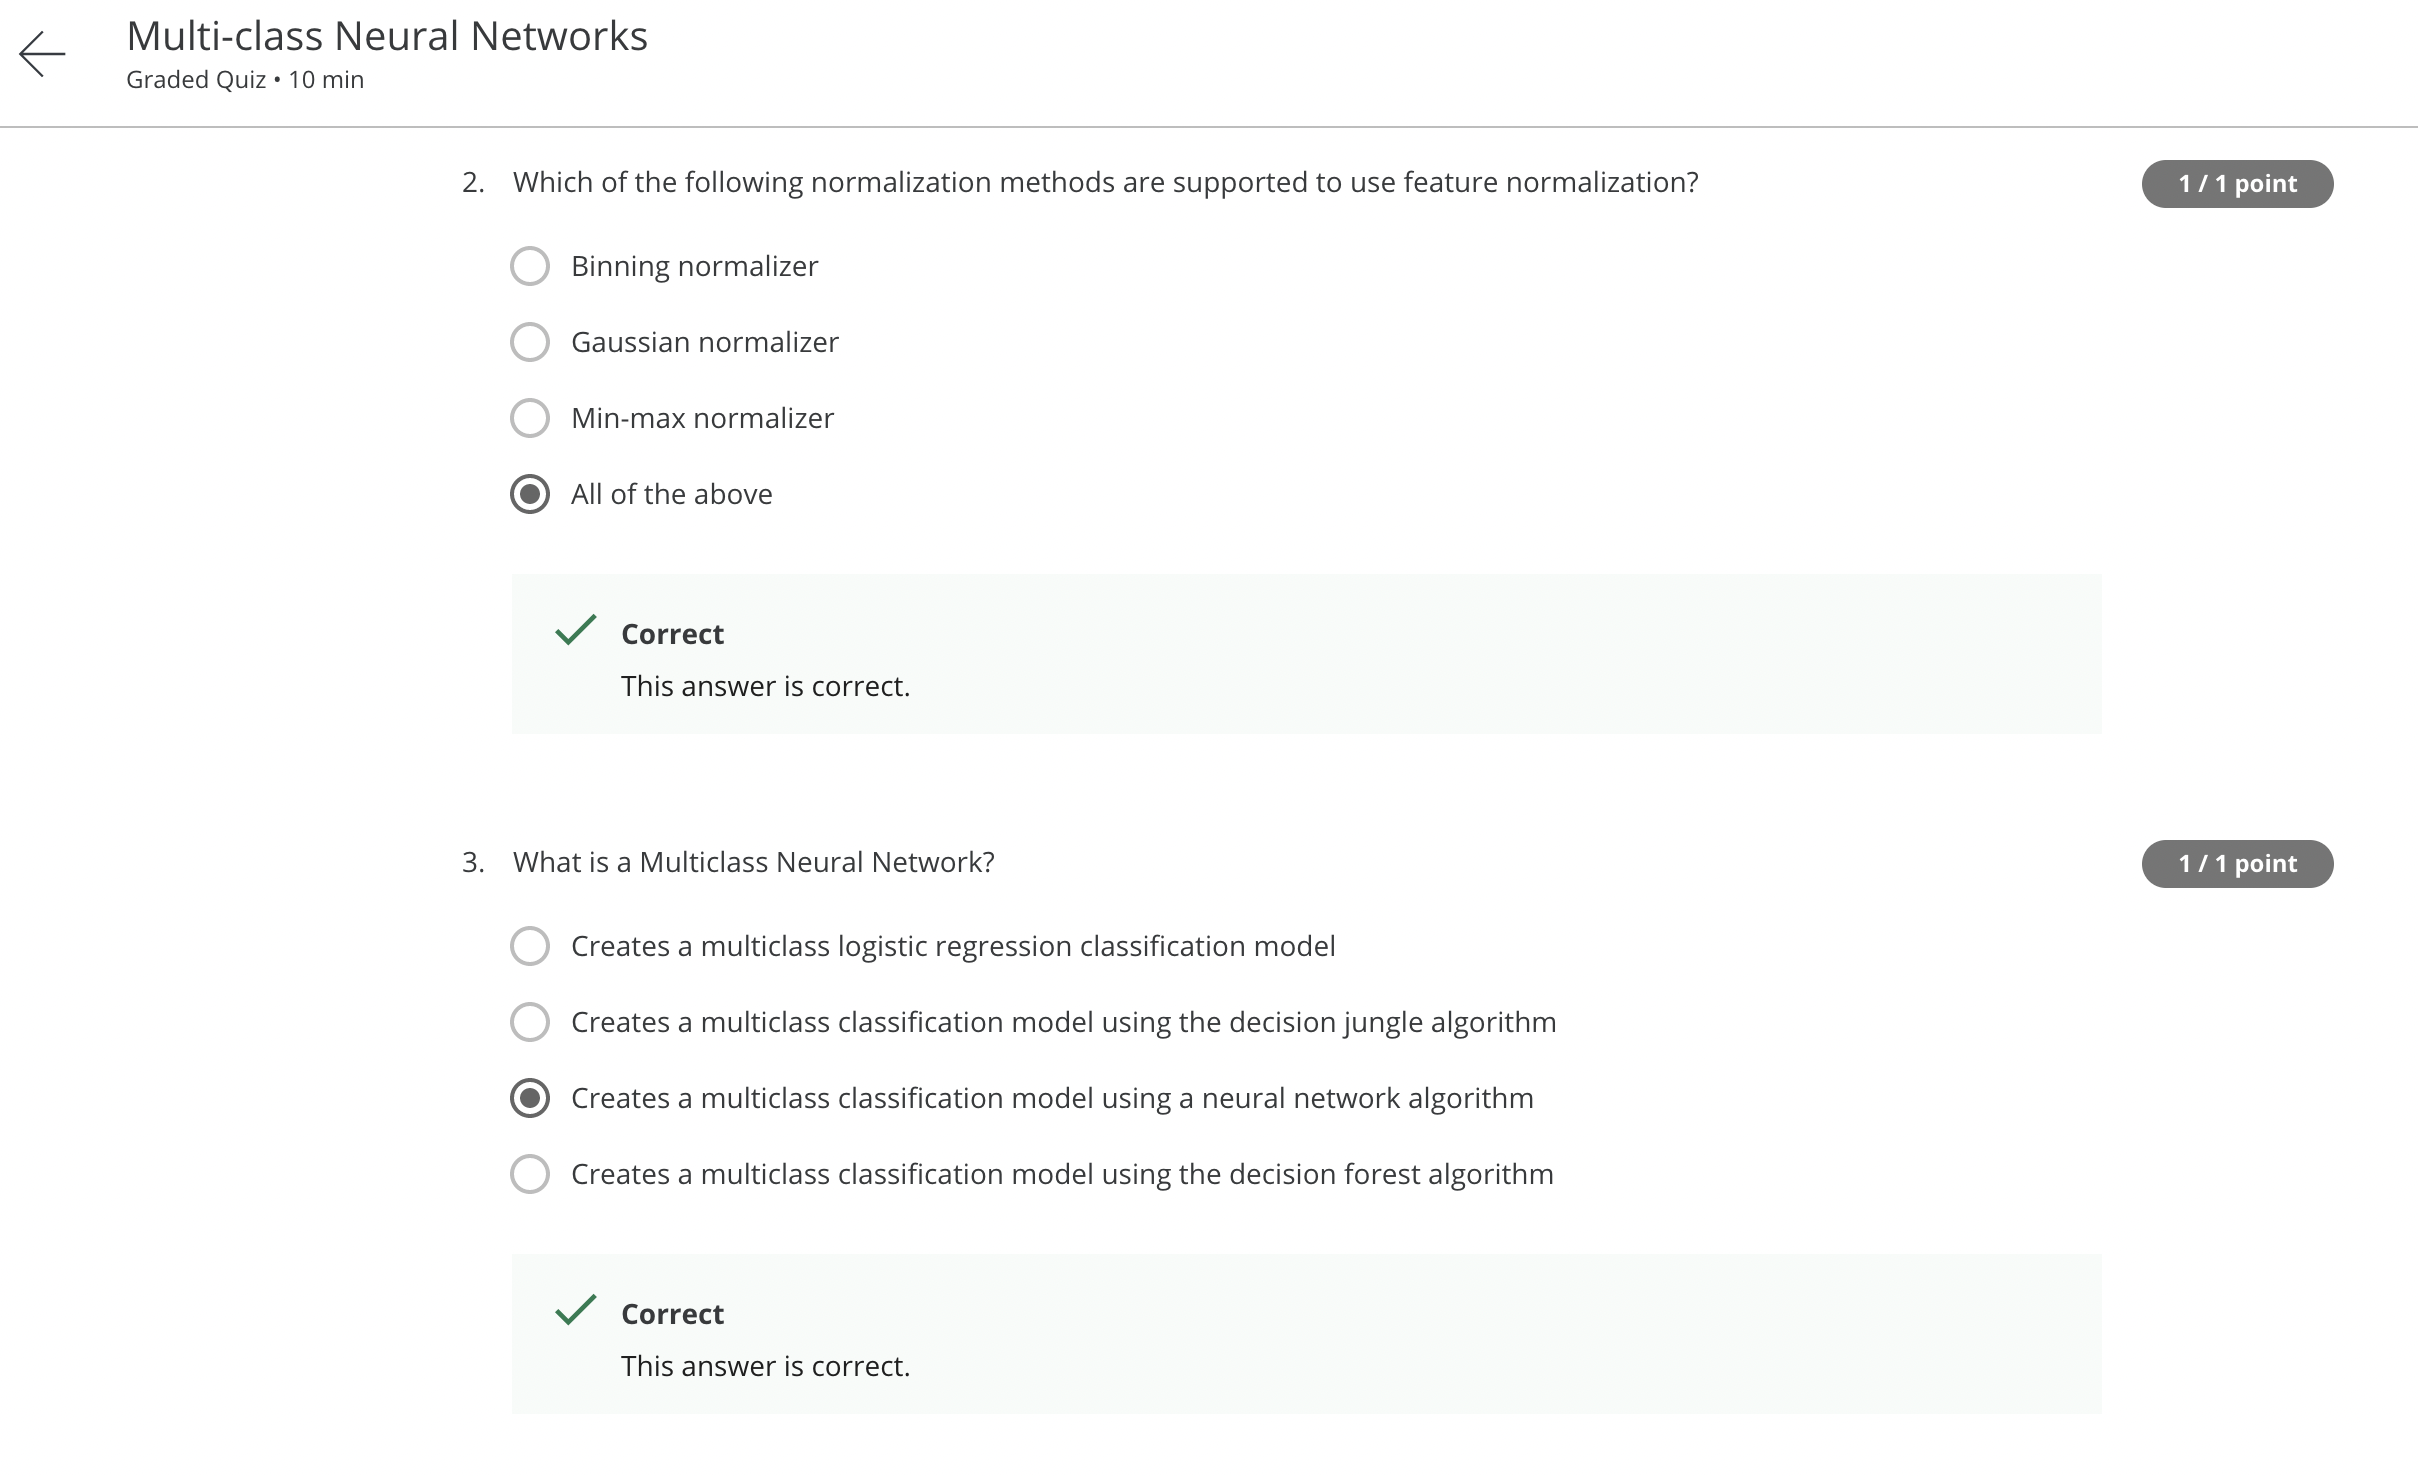 Multi-class Neural Networks
Graded Quiz • 10 min
2. Which of the following normalization methods are supported to use feature normalization?
1 / 1 point
Binning normalizer
Gaussian normalizer
Min-max normalizer
All of the above
Correct
This answer is correct.
3. What is a Multiclass Neural Network?
1 / 1 point
Creates a multiclass logistic regression classification model
Creates a multiclass classification model using the decision jungle algorithm
Creates a multiclass classification model using a neural network algorithm
Creates a multiclass classification model using the decision forest algorithm
Correct
This answer is correct.